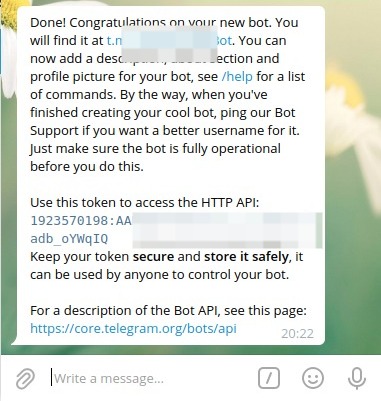 Done! Congratulations on your new bot. You
will find it at t.m Bot. You can
now add a section and
profile picture for your bot, see /help for a list
of commands. By the way, when you've
finished creating your cool bot, ping our Bot
Support if you want a better username for it.
Just make sure the bot is fully operational
before you do this.
Use this token to access the HTTP API:
1923570198:AA
adb_oYWqIQ
Keep your token secure and store it safely, it
can be used by anyone to control your bot.
For a description of the Bot API, see this page:
https://core.telegram.org/bots/api
20:22
Write a message...